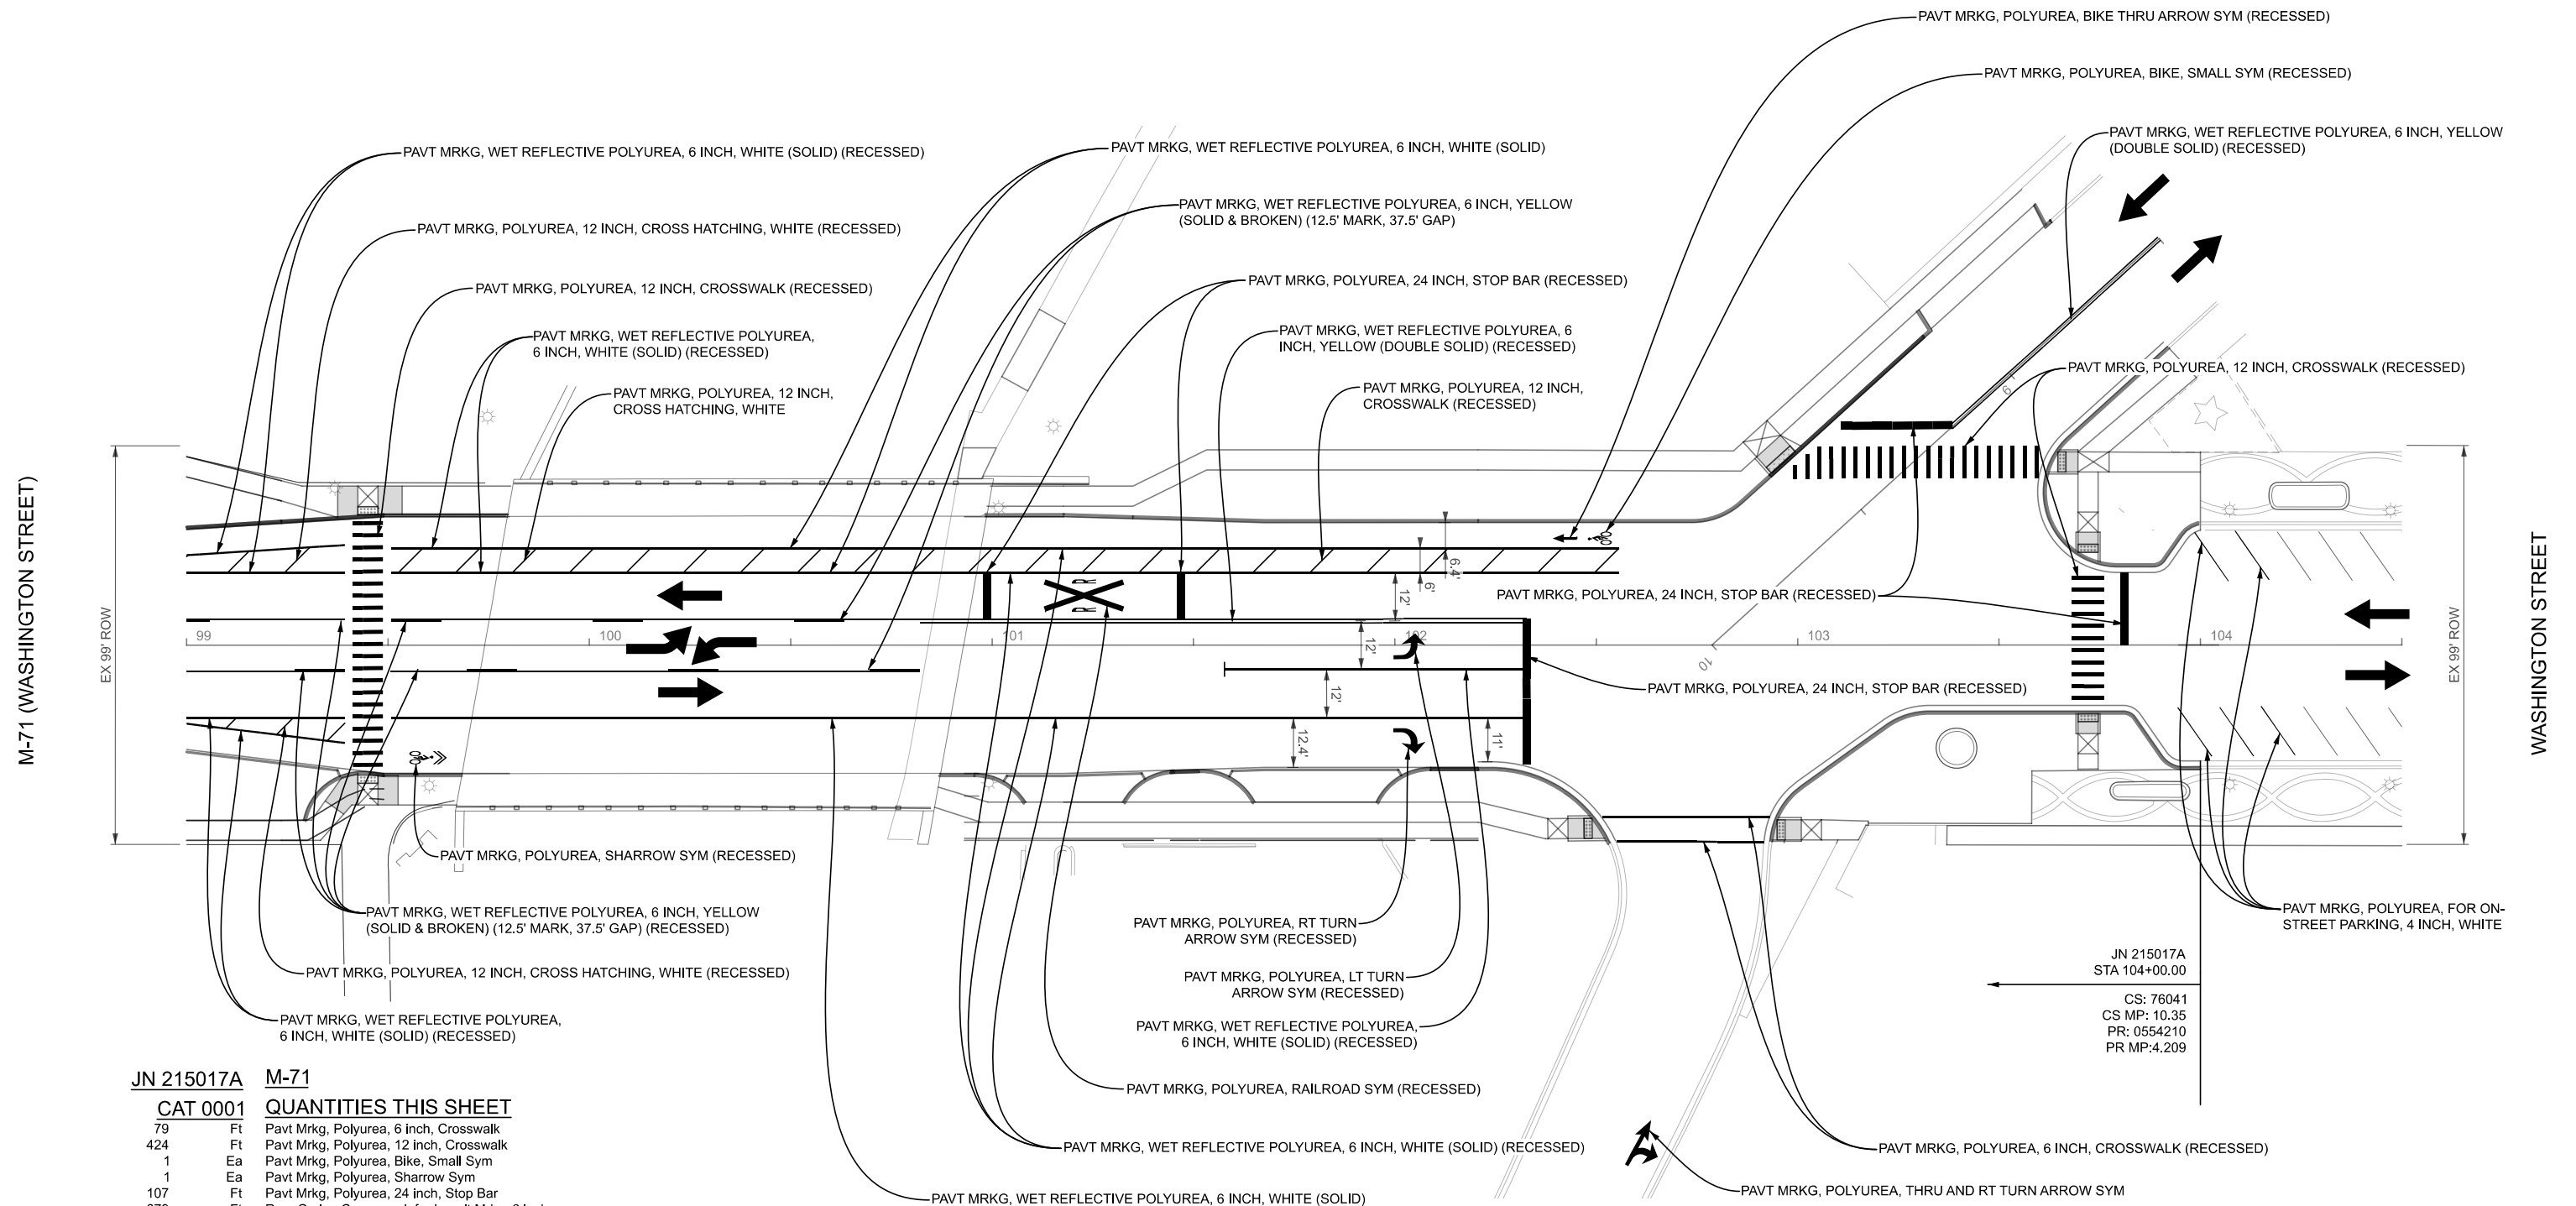 PAVT MRKG, POLYUREA, BIKE THRU ARROW SYM (RECESSED)
PAVT MRKG, POLYUREA, BIKE, SMALL SYM (RECESSED)
PAVT MRKG, WET REFLECTIVE POLYUREA, 6 INCH, YELLOW
(DOUBLE SOLID) (RECESSED)
PAVT MRKG, WET REFLECTIVE POLYUREA, 6 INCH, WHITE (SOLID) (RECESSED)
PAVT MRKG, WET REFLECTIVE POLYUREA, 6 INCH, WHITE (SOLID)
PAVT MRKG, WET REFLECTIVE POLYUREA, 6 INCH, YELLOW
(SOLID & BROKEN) (12.5' MARK, 37.5' GAP)
PAVT MRKG, POLYUREA, 12 INCH, CROSS HATCHING, WHITE (RECESSED)
PAVT MRKG, POLYUREA, 24 INCH, STOP BAR (RECESSED)
PAVT MRKG, POLYUREA, 12 INCH, CROSSWALK (RECESSED)
PAVT MRKG, WET REFLECTIVE POLYUREA,
6 INCH, WHITE (SOLID) (RECESSED)
PAVT MRKG, WET REFLECTIVE POLYUREA, 6
INCH, YELLOW (DOUBLE SOLID) (RECESSED)
PAVT MRKG, POLYUREA, 12 INCH, CROSSWALK (RECESSED)
PAVT MRKG, POLYUREA, 12 INCH,
CROSS HATCHING, WHITE
PAVT MRKG, POLYUREA, 12 INCH,
CROSSWALK (RECESSED)
9
M-71 (WASHINGTON STREET)
EX 99' ROW
6.4'
6'
12'
R
R
PAVT MRKG, POLYUREA, 24 INCH, STOP BAR (RECESSED)
99
100
101
102
103
104
10
12'
12'
12.4'
11'
EX 99' ROW
WASHINGTON STREET
PAVT MRKG, POLYUREA, 24 INCH, STOP BAR (RECESSED)
PAVT MRKG, POLYUREA, SHARROW SYM (RECESSED)
PAVT MRKG, WET REFLECTIVE POLYUREA, 6 INCH, YELLOW
(SOLID & BROKEN) (12.5' MARK, 37.5' GAP) (RECESSED)
PAVT MRKG, POLYUREA, RT TURN
ARROW SYM (RECESSED)
PAVT MRKG, POLYUREA, FOR ON-
STREET PARKING, 4 INCH, WHITE
PAVT MRKG, POLYUREA, 12 INCH, CROSS HATCHING, WHITE (RECESSED)
PAVT MRKG, POLYUREA, LT TURN
ARROW SYM (RECESSED)
JN 215017A
STA 104+00.00
CS: 76041
CS MP: 10.35
PR: 0554210
PR MP:4.209
PAVT MRKG, WET REFLECTIVE POLYUREA,
6 INCH, WHITE (SOLID) (RECESSED)
PAVT MRKG, WET REFLECTIVE POLYUREA,
6 INCH, WHITE (SOLID) (RECESSED)
PAVT MRKG, POLYUREA, RAILROAD SYM (RECESSED)
PAVT MRKG, WET REFLECTIVE POLYUREA, 6 INCH, WHITE (SOLID) (RECESSED)
PAVT MRKG, POLYUREA, 6 INCH, CROSSWALK (RECESSED)
PAVT MRKG, WET REFLECTIVE POLYUREA, 6 INCH, WHITE (SOLID)
PAVT MRKG, POLYUREA, THRU AND RT TURN ARROW SYM
JN 215017A M-71
CAT 0001 QUANTITIES THIS SHEET
79 Ft Pavt Mrkg, Polyurea, 6 inch, Crosswalk
424 Ft Pavt Mrkg, Polyurea, 12 inch, Crosswalk
1 Ea Pavt Mrkg, Polyurea, Bike, Small Sym
1 Ea Pavt Mrkg, Polyurea, Sharrow Sym
107 Ft Pavt Mrkg, Polyurea, 24 inch, Stop Bar